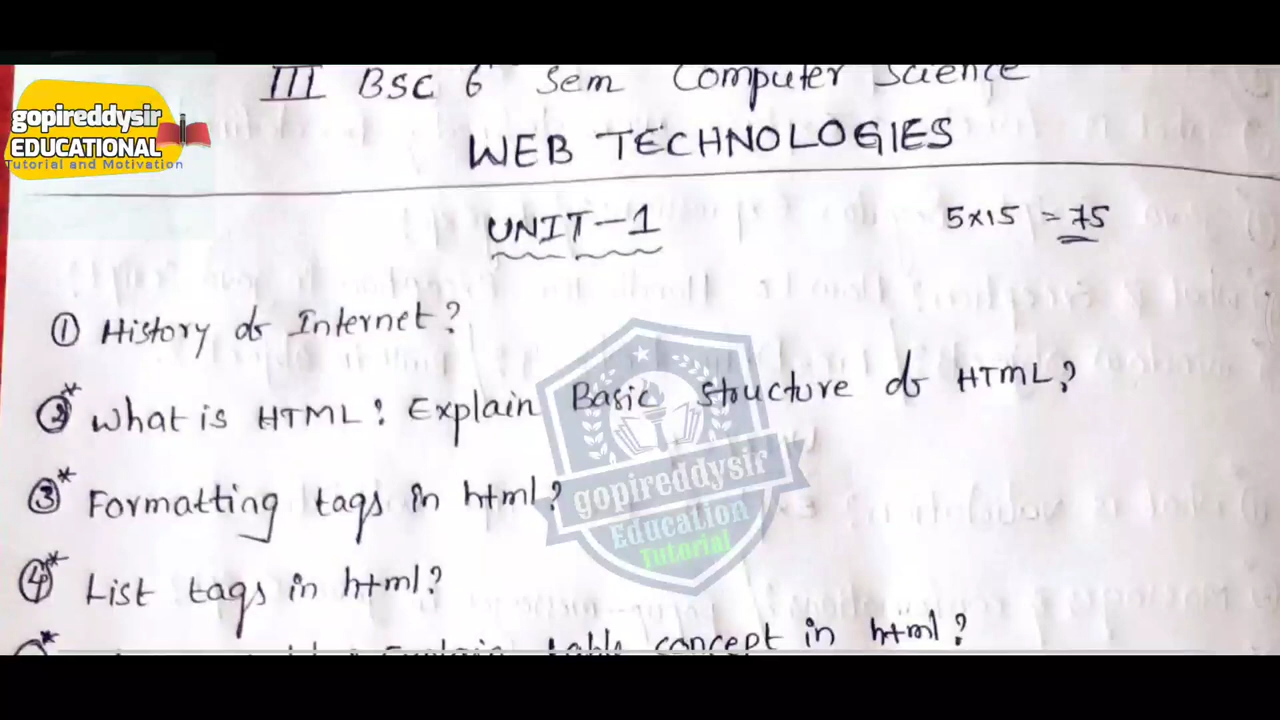 gopireddysir
EDUCATIONAL
Tutorial and Motivation
III BSC 6 Sem Computer Science
WEB TECHNOLOGIES
UNIT-1
5x15 = 75
① History of Internet?
②* What is HTML? Explain Basic structure of HTML?
③* Formatting tags in html?
④* List tags in html?
Explain table concept in html?
gopireddysir
Education
Tutorial